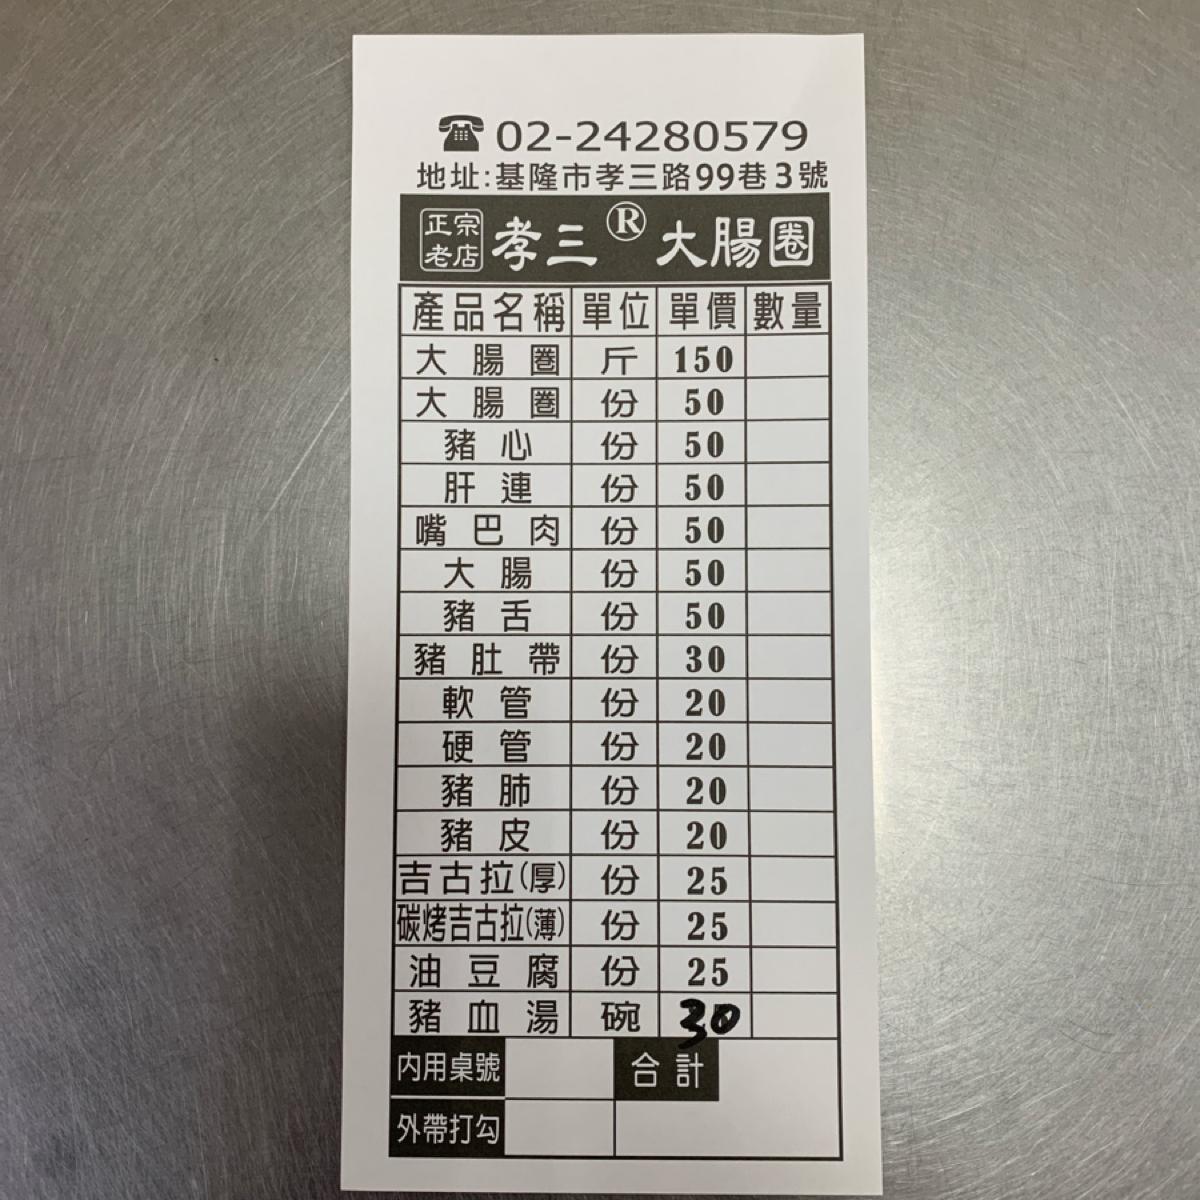 ☎02-24280579
地址:基隆市孝三路99巷3號
正宗老店 孝三® 大腸圈
產品名稱 單位 單價 數量
大腸圈 斤 150
大腸圈 份 50
豬心 份 50
肝連 份 50
嘴巴肉 份 50
大腸 份 50
豬舌 份 50
豬肚帶 份 30
軟管 份 20
硬管 份 20
豬肺 份 20
豬皮 份 20
吉古拉(厚) 份 25
碳烤吉古拉(薄) 份 25
油豆腐 份 25
豬血湯 碗 30
內用桌號 合計
外帶打勾